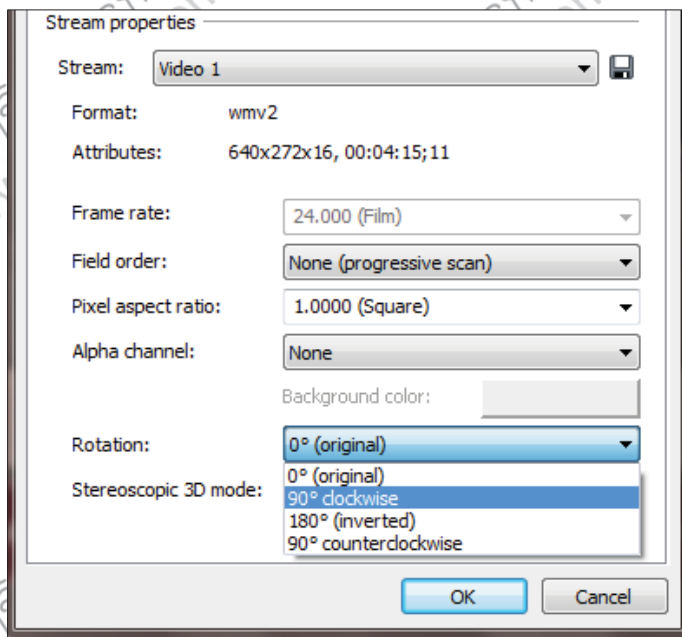 Stream properties
Stream: Video 1
Format: wmv2
Attributes: 640x272x16, 00:04:15;11
Frame rate: 24.000 (Film)
Field order: None (progressive scan)
Pixel aspect ratio: 1.0000 (Square)
Alpha channel: None
Background color:
Rotation: 0° (original)
0° (original)
Stereoscopic 3D mode: 90° clockwise
180° (inverted)
90° counterclockwise
OK Cancel